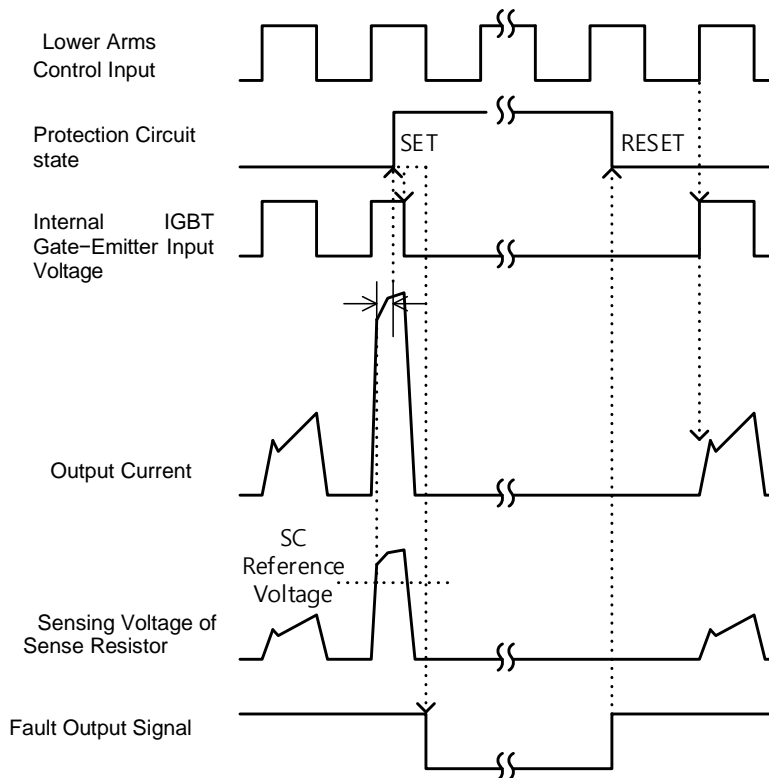 Lower Arms
Control Input
Protection Circuit
state
SET
RESET
Internal IGBT
Gate−Emitter Input
Voltage
Output Current
SC
Reference
Voltage
Sensing Voltage of
Sense Resistor
Fault Output Signal